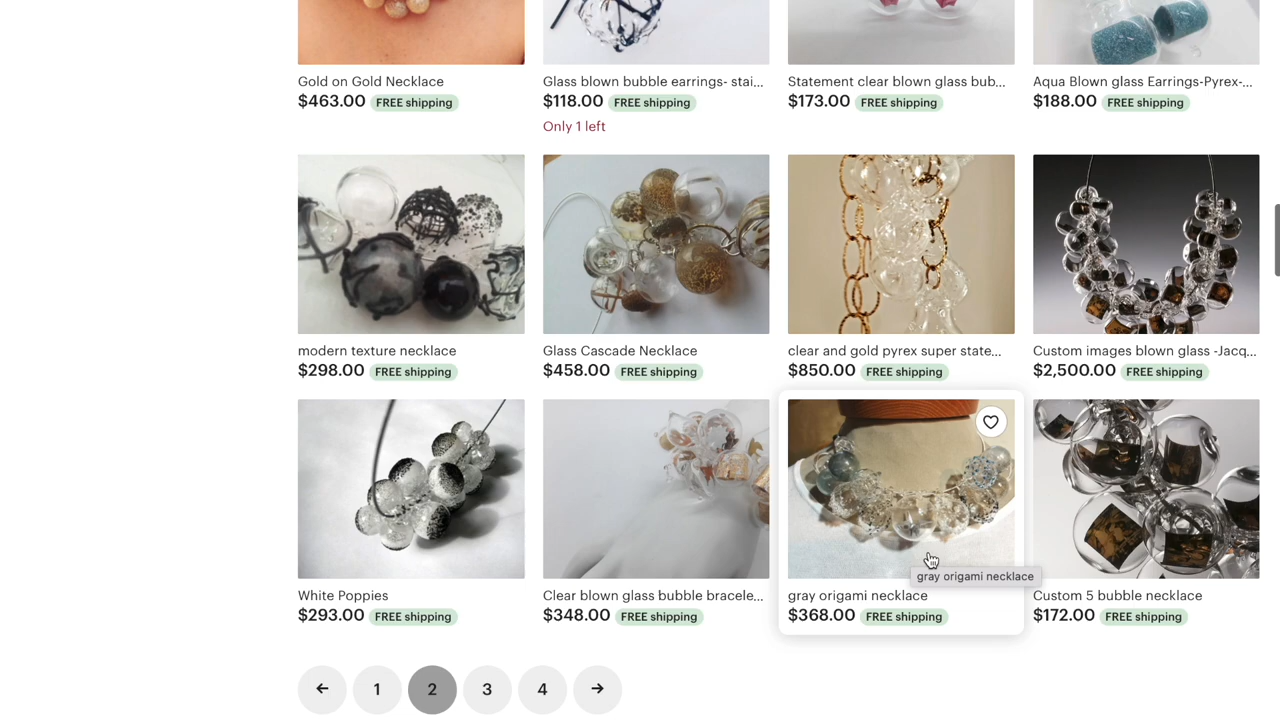 Gold on Gold Necklace
$463.00 FREE shipping
Glass blown bubble earrings- stai...
$118.00 FREE shipping
Only 1 left
Statement clear blown glass bub...
$173.00 FREE shipping
Aqua Blown glass Earrings-Pyrex-...
$188.00 FREE shipping
modern texture necklace
$298.00 FREE shipping
Glass Cascade Necklace
$458.00 FREE shipping
clear and gold pyrex super state...
$850.00 FREE shipping
Custom images blown glass -Jacq...
$2,500.00 FREE shipping
White Poppies
$293.00 FREE shipping
Clear blown glass bubble bracele...
$348.00 FREE shipping
gray origami necklace
gray origami necklace
$368.00 FREE shipping
Custom 5 bubble necklace
$172.00 FREE shipping
1 2 3 4